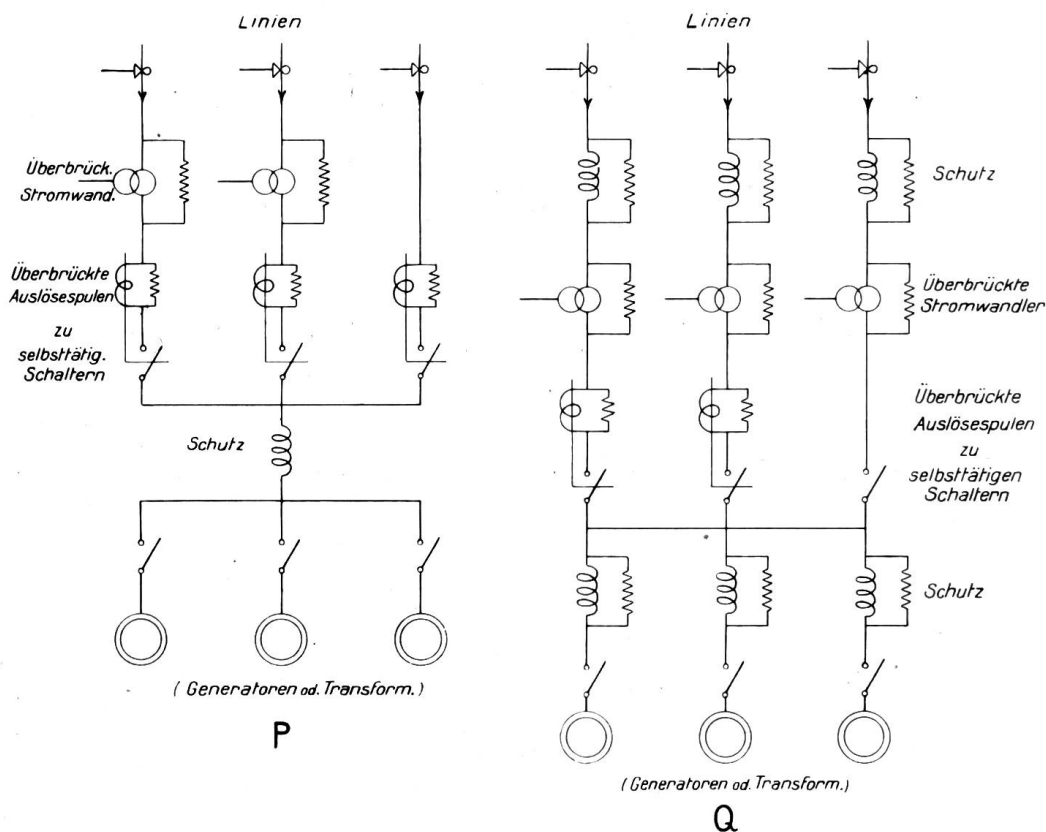 Linien
Überbrück.
Stromwand.
Überbrückte
Auslösespulen
zu
selbsttätig.
Schaltern
Schutz
(Generatoren od. Transform.)
P
Schutz
Überbrückte
Stromwandler
Überbrückte
Auslösespulen
zu
selbsttätigen
Schaltern
Schutz
(Generatoren od. Transform.)
Q